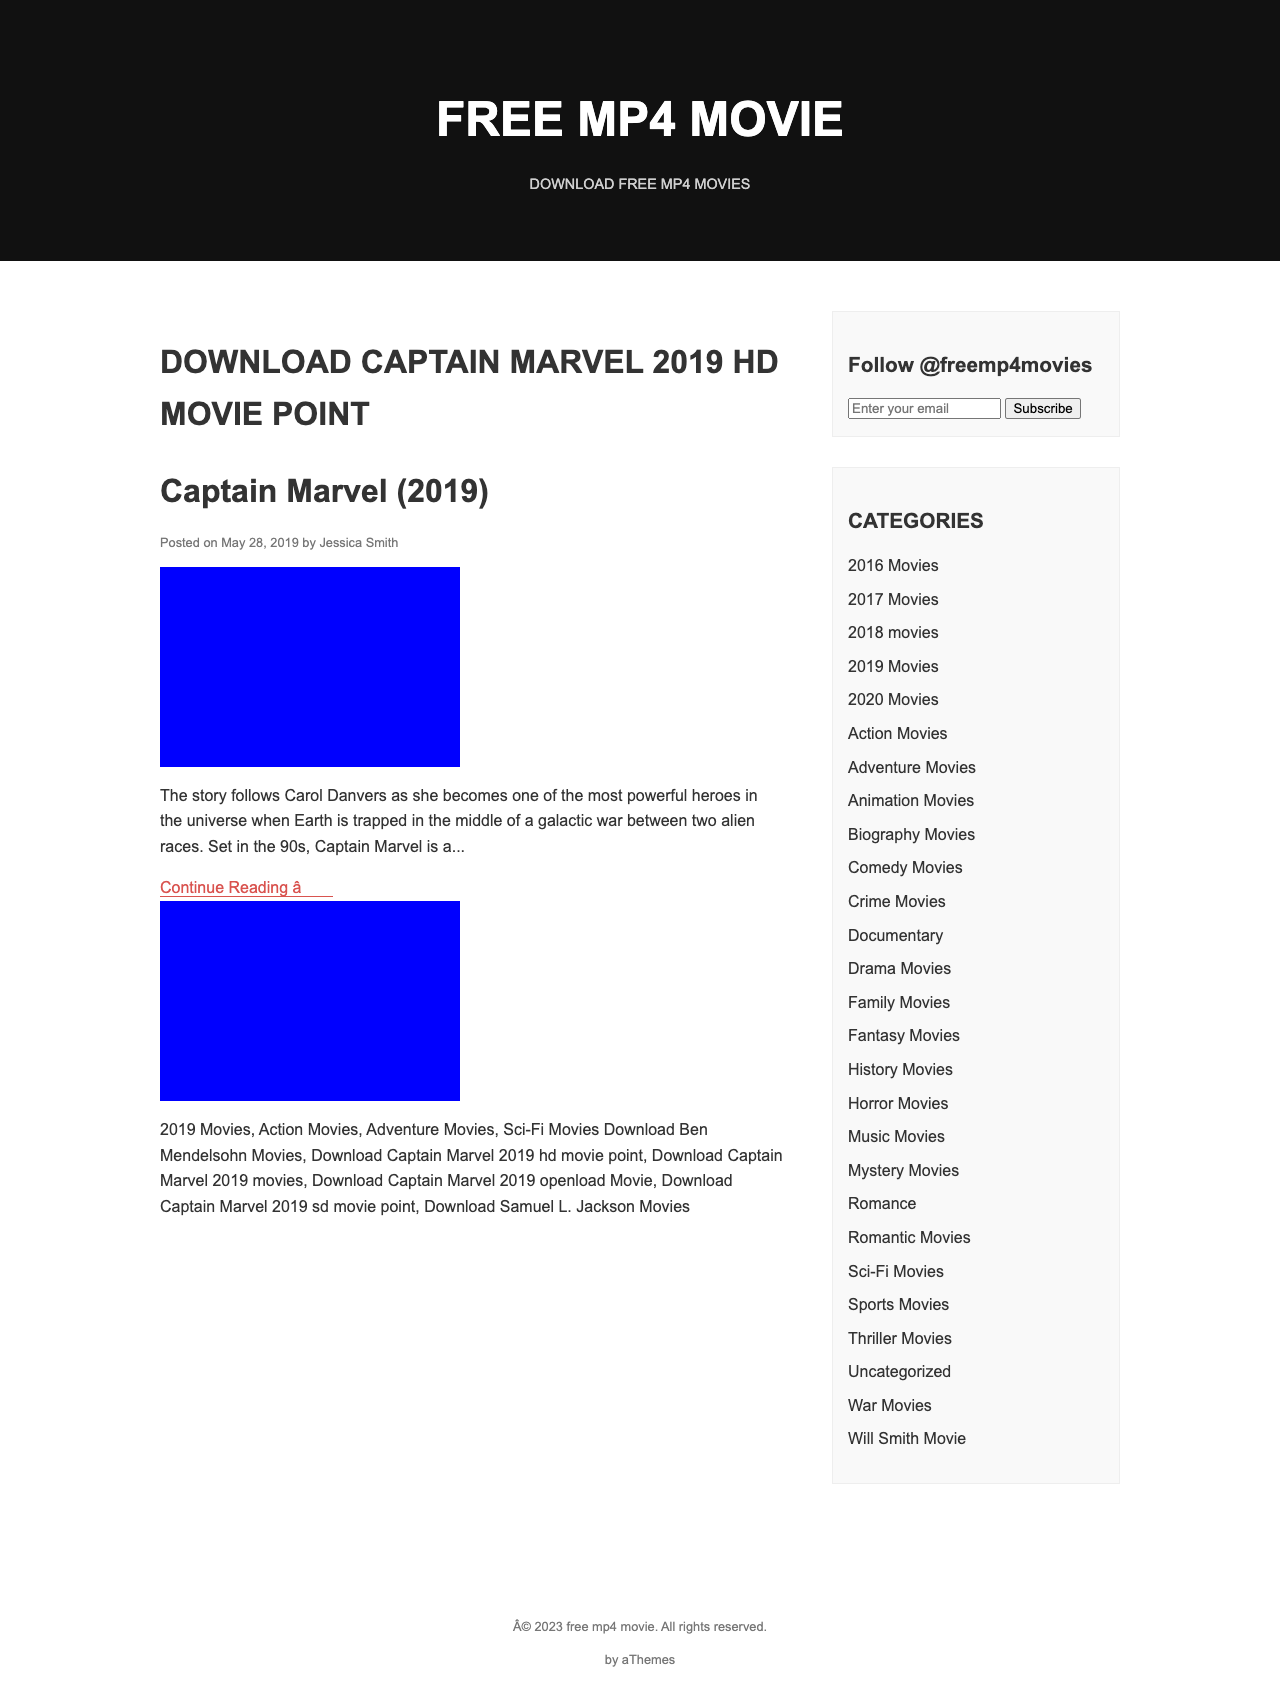 FREE MP4 MOVIE
DOWNLOAD FREE MP4 MOVIES
DOWNLOAD CAPTAIN MARVEL 2019 HD
MOVIE POINT
Captain Marvel (2019)
Posted on May 28, 2019 by Jessica Smith
The story follows Carol Danvers as she becomes one of the most powerful heroes in
the universe when Earth is trapped in the middle of a galactic war between two alien
races. Set in the 90s, Captain Marvel is a...
Continue Reading â
2019 Movies, Action Movies, Adventure Movies, Sci-Fi Movies Download Ben
Mendelsohn Movies, Download Captain Marvel 2019 hd movie point, Download Captain
Marvel 2019 movies, Download Captain Marvel 2019 openload Movie, Download
Captain Marvel 2019 sd movie point, Download Samuel L. Jackson Movies
Follow @freemp4movies
Enter your email Subscribe
CATEGORIES
2016 Movies
2017 Movies
2018 movies
2019 Movies
2020 Movies
Action Movies
Adventure Movies
Animation Movies
Biography Movies
Comedy Movies
Crime Movies
Documentary
Drama Movies
Family Movies
Fantasy Movies
History Movies
Horror Movies
Music Movies
Mystery Movies
Romance
Romantic Movies
Sci-Fi Movies
Sports Movies
Thriller Movies
Uncategorized
War Movies
Will Smith Movie
Â© 2023 free mp4 movie. All rights reserved.
by aThemes